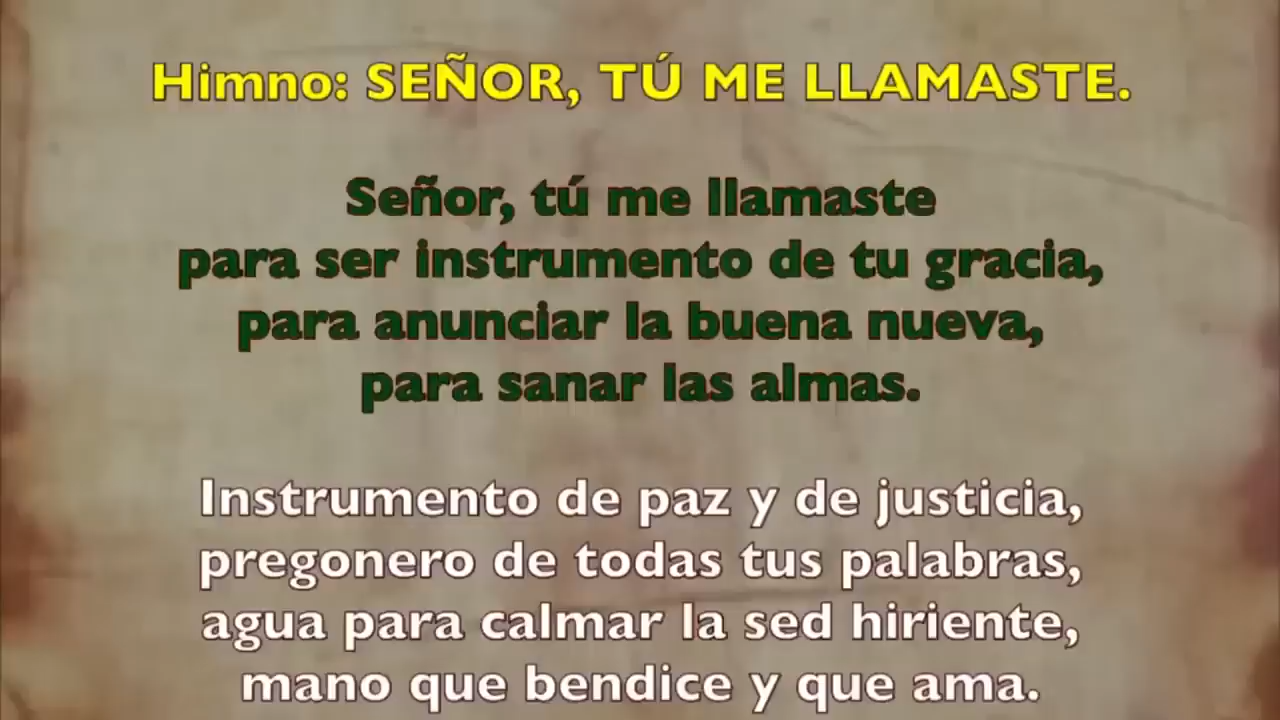 Himno: SEÑOR, TÚ ME LLAMASTE.
Señor, tú me llamaste
para ser instrumento de tu gracia,
para anunciar la buena nueva,
para sanar las almas.
Instrumento de paz y de justicia,
pregonero de todas tus palabras,
agua para calmar la sed hiriente,
mano que bendice y que ama.